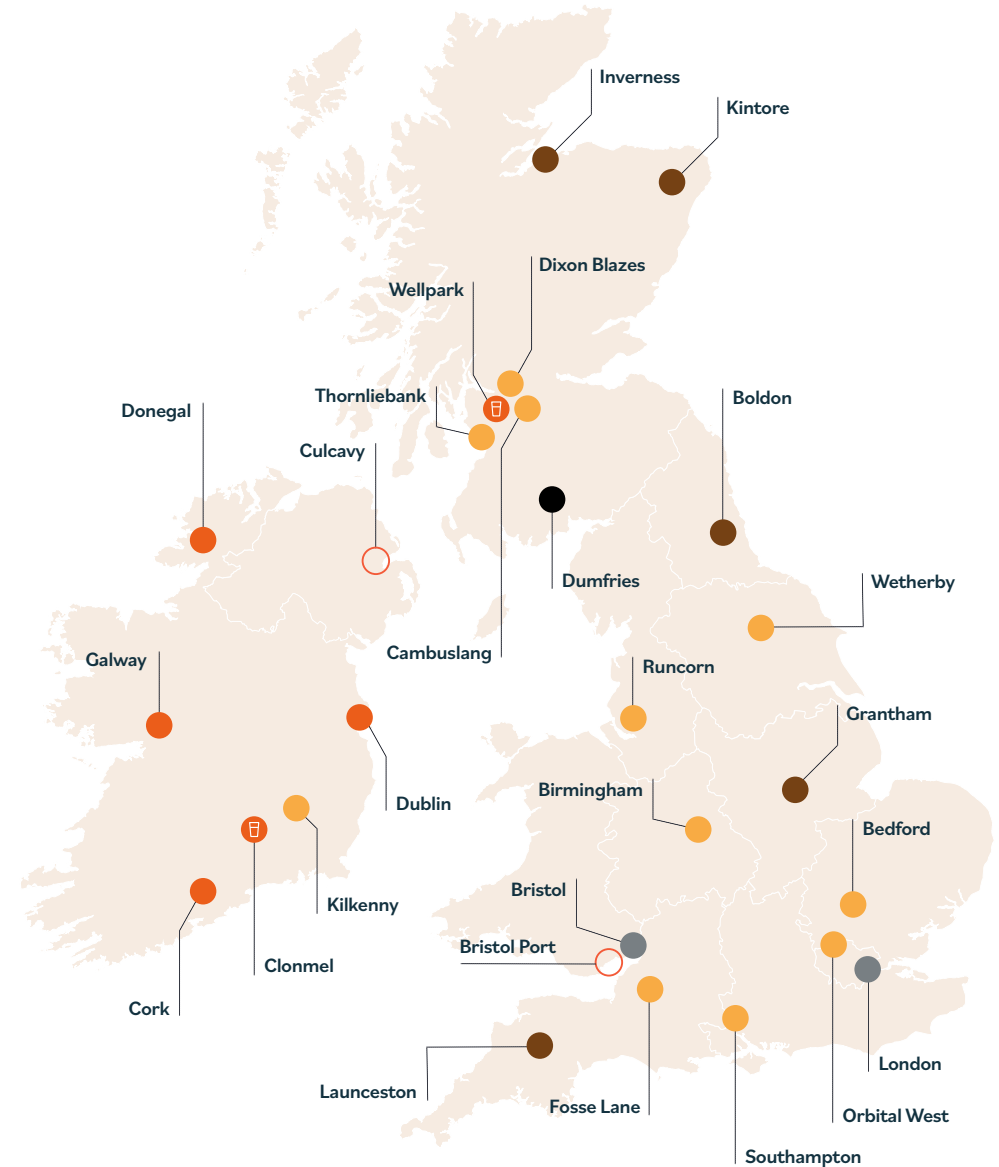 Inverness
Kintore
Dixon Blazes
Wellpark
Thornliebank
Boldon
Donegal
Culcavy
Dumfries
Wetherby
Cambuslang
Galway
Runcorn
Grantham
Birmingham
Dublin
Bedford
Bristol
Kilkenny
Bristol Port
Clonmel
Cork
London
Launceston
Fosse Lane
Orbital West
Southampton